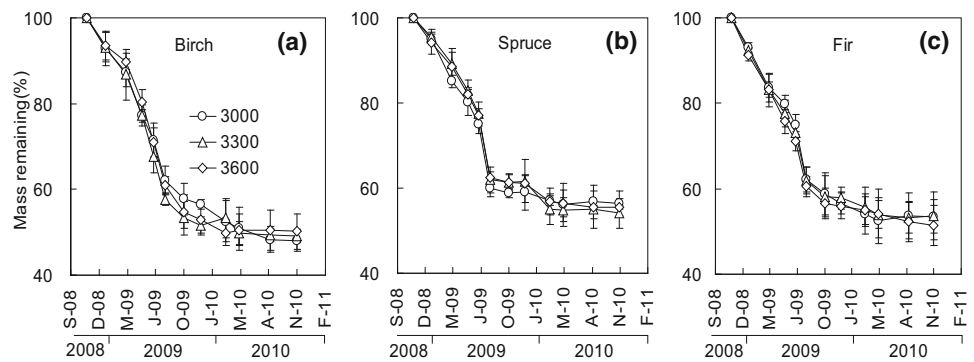 Mass remaining(%)
100
80
60
40
Birch
(a)
3000
3300
3600
S-08
D-08
M-09
J-09
O-09
J-10
M-10
A-10
N-10
F-11
2008
2009
2010
100
80
60
40
Spruce
(b)
S-08
D-08
M-09
J-09
O-09
J-10
M-10
A-10
N-10
F-11
2008
2009
2010
100
80
60
40
Fir
(c)
S-08
D-08
M-09
J-09
O-09
J-10
M-10
A-10
N-10
F-11
2008
2009
2010